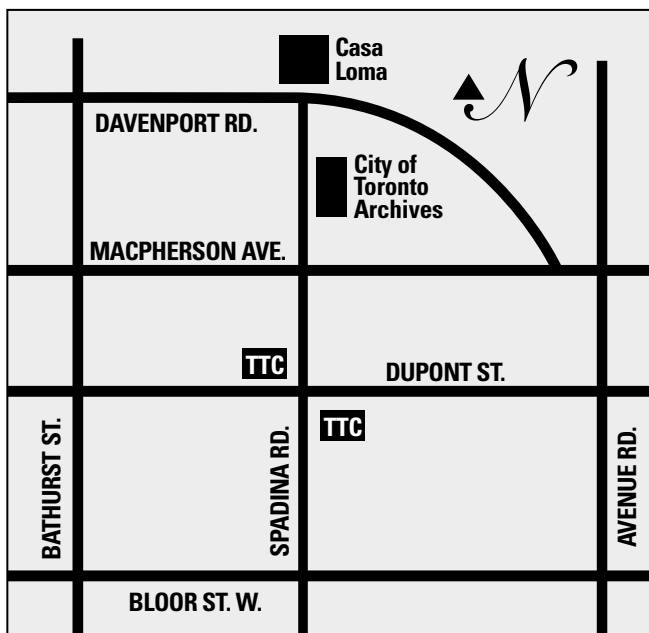 Casa
Loma
N
DAVENPORT RD.
City of
Toronto
Archives
MACPHERSON AVE.
TTC
DUPONT ST.
TTC
BATHURST ST.
SPADINA RD.
AVENUE RD.
BLOOR ST. W.